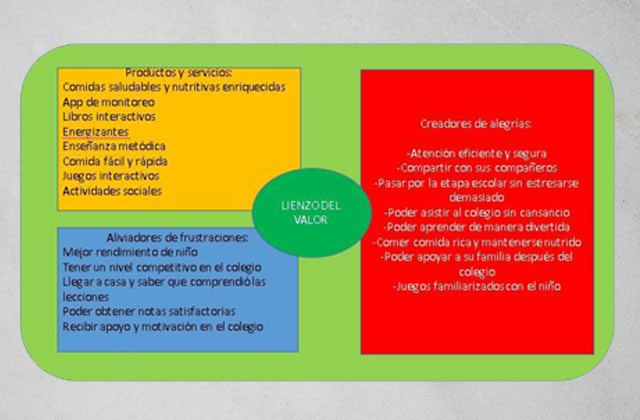 Productos y servicios:
Comidas saludables y nutritivas enriquecidas
App de monitoreo
Libros interactivos
Energizantes
Enseñanza metódica
Comida fácil y rápida
Juegos interactivos
Actividades sociales
Aliviadores de frustraciones:
Mejor rendimiento de niño
Tener un nivel competitivo en el colegio
Llegar a casa y saber que comprendió las
lecciones
Poder obtener notas satisfactorias
Recibir apoyo y motivación en el colegio
LIENZO DEL
VALOR
Creadores de alegrías:
-Atención eficiente y segura
-Compartir con sus compañeros
-Pasar por la etapa escolar sin estresarse
demasiado
-Poder asistir al colegio sin cansancio
-Poder aprender de manera divertida
-Comer comida rica y mantenerse nutrido
-Poder apoyar a su familia después del
colegio
-Juegos familiarizados con el niño